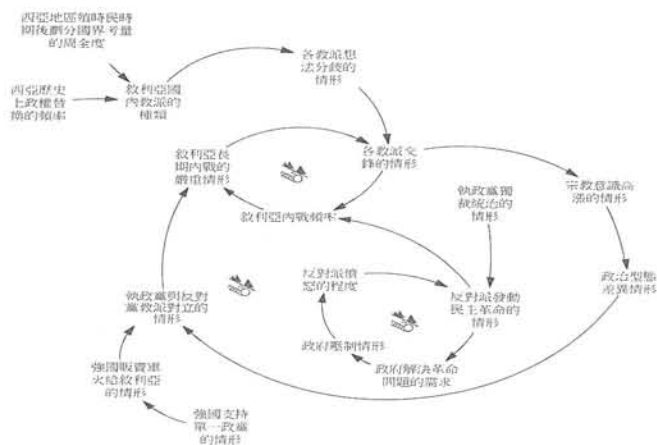 西亞地區領時民時
期後劃分國界考量
的周全度
西亞歷史
上政權替
換的頻率
敘利亞國
內教派的
種類
各教派想
法分歧的
情形
敘利亞長
期內戰的
嚴重情形
各教派交
鋒的情形
敘利亞內戰頻率
執政黨獨
裁統治的
情形
宗教意識高
漲的情形
政治型態
差異情形
執政黨與反對
黨教派對立的
情形
反對派憤
怒的程度
反對派發動
民主革命的
情形
政府壓制情形
政府解決革命
問題的需求
強國販賣軍
火給敘利亞
的情形
強國支持
單一政黨
的情形